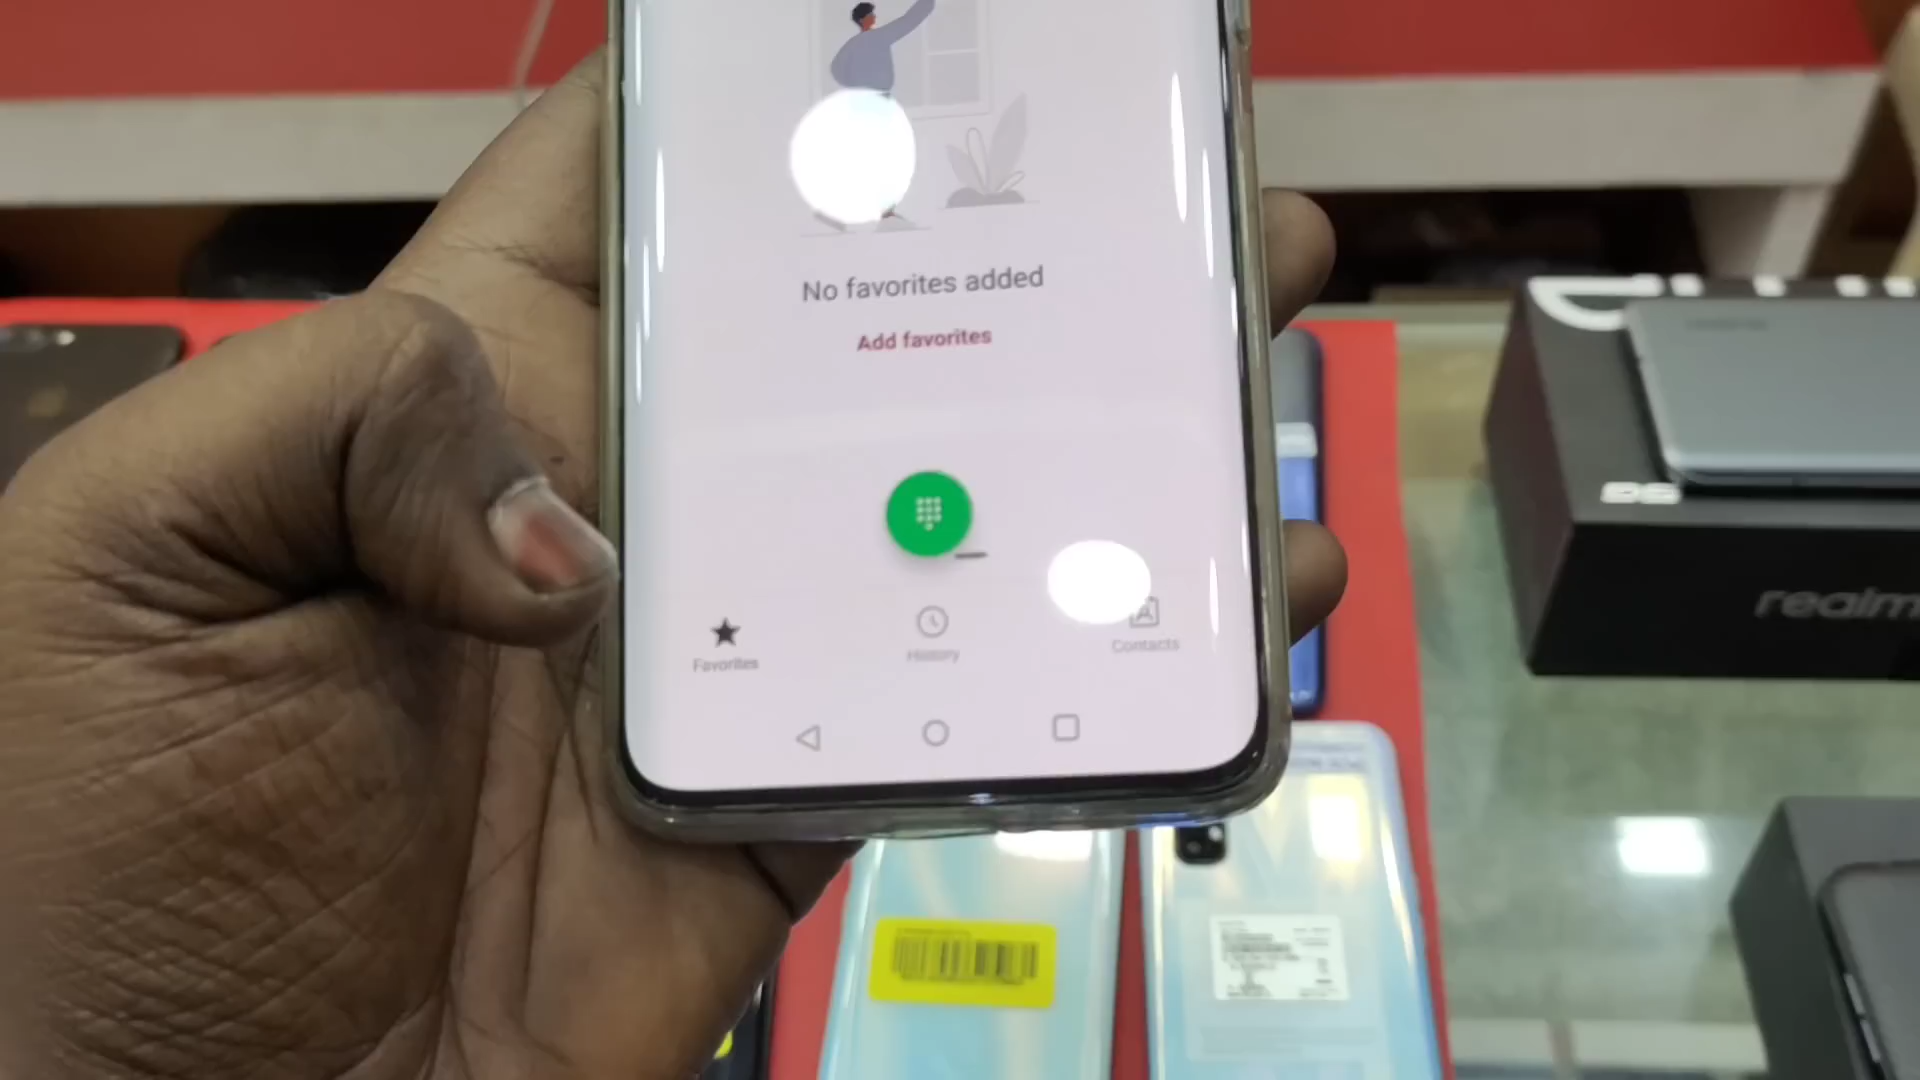 No favorites added
Add favorites
Favorites
History
Contacts
realm